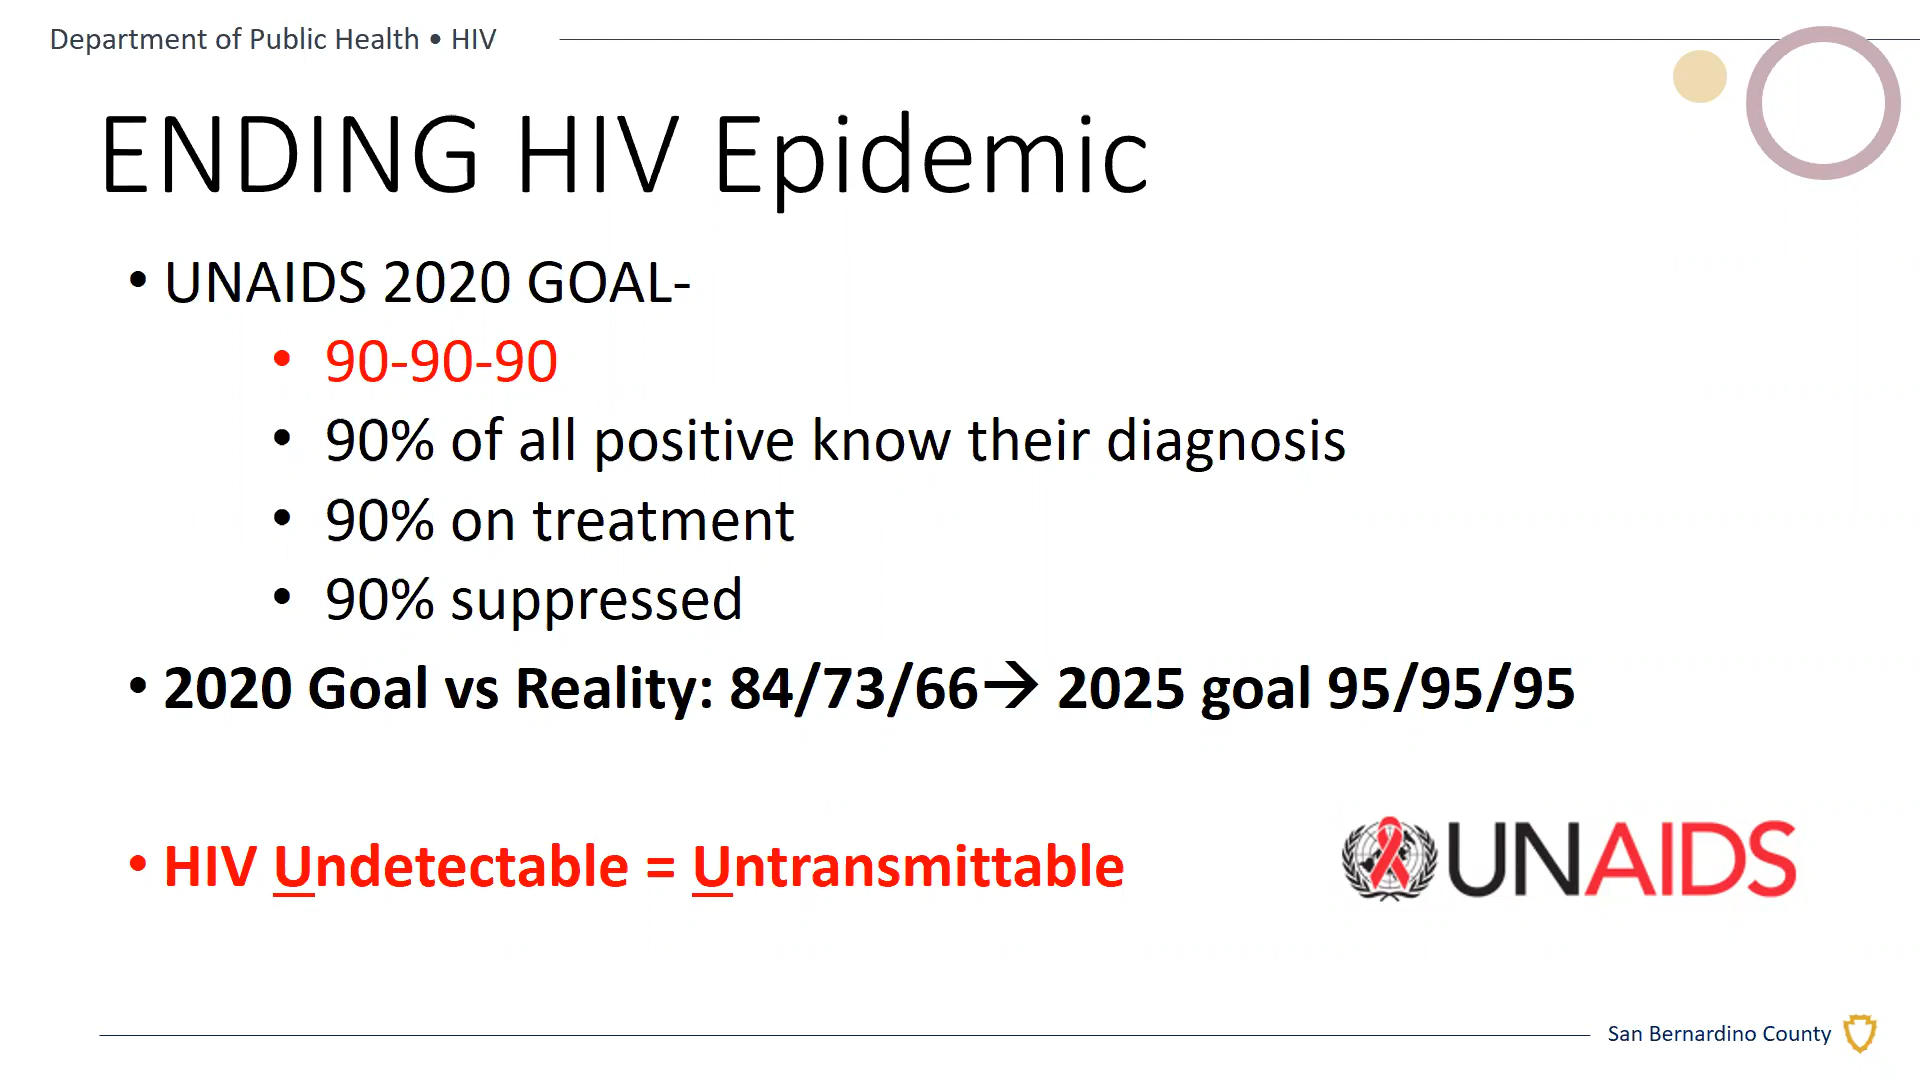 Department of Public Health • HIV
ENDING HIV Epidemic
• UNAIDS 2020 GOAL-
• 90-90-90
• 90% of all positive know their diagnosis
• 90% on treatment
• 90% suppressed
• 2020 Goal vs Reality: 84/73/66→ 2025 goal 95/95/95
• HIV Undetectable = Untransmittable
UNAIDS
San Bernardino County